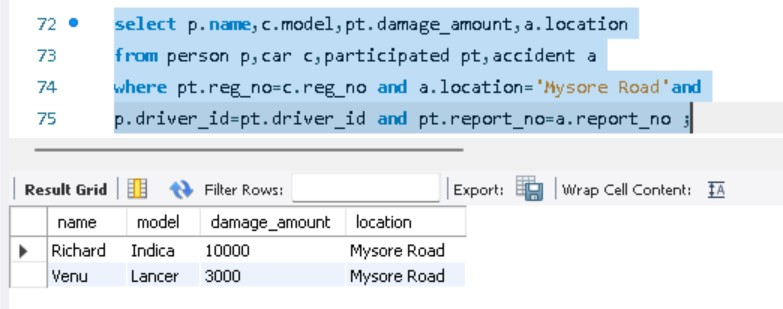 72 select p.name,c.model,pt.damage_amount,a.location
73 from person p,car c,participated pt,accident a
74 where pt.reg_no=c.reg_no and a.location='Mysore Road'and
75 p.driver_id=pt.driver_id and pt.report_no=a.report_no ;
Result Grid Filter Rows: Export: Wrap Cell Content: IA
name model damage_amount location
Richard Indica 10000 Mysore Road
Venu Lancer 3000 Mysore Road